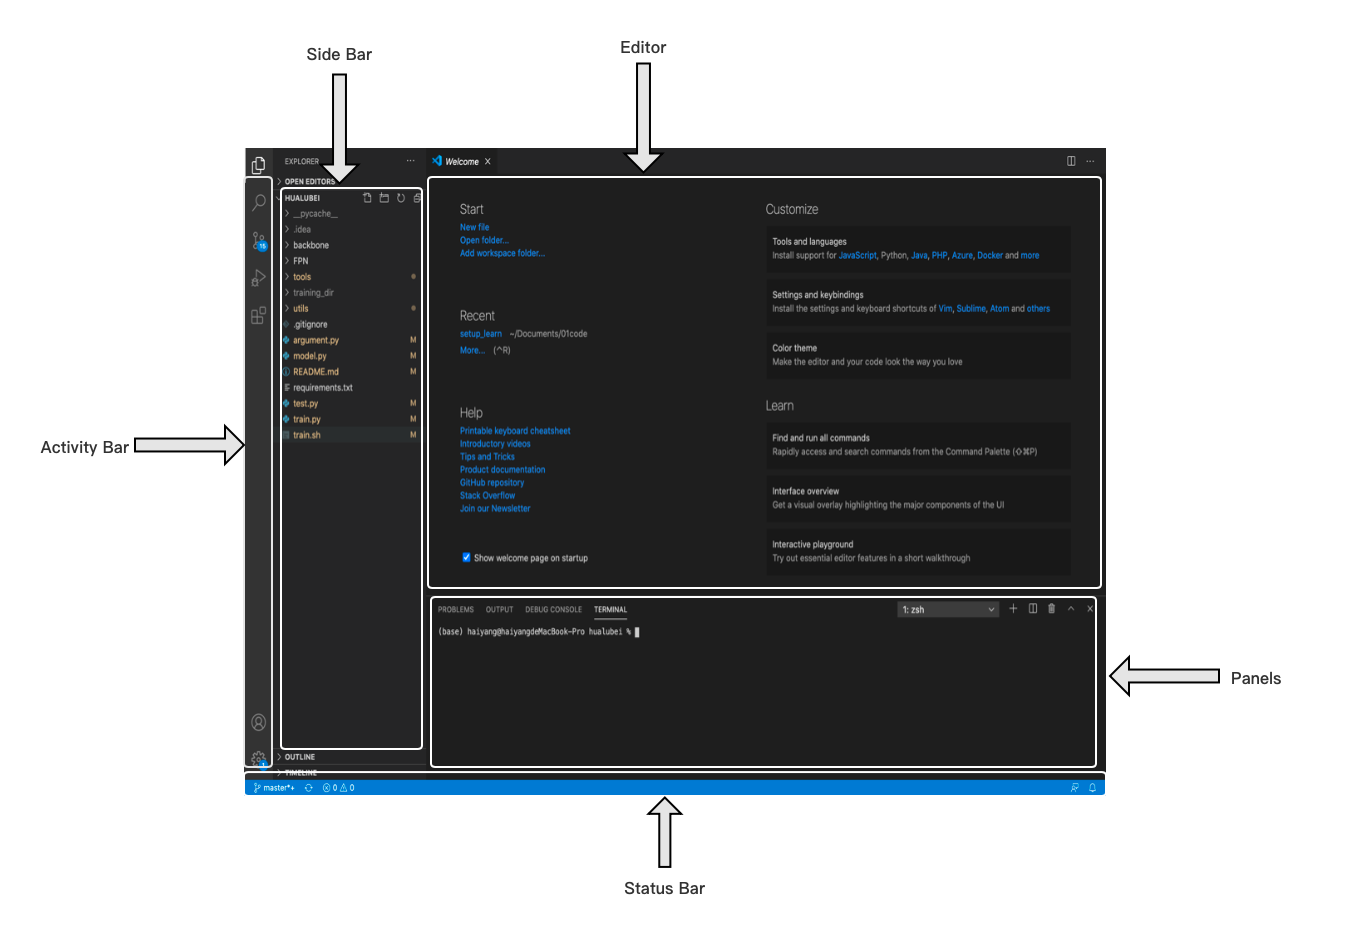 Side Bar
Editor
EXPLORER
Welcome
OPEN EDITORS
HUALUBEI
__pycache__
.idea
backbone
FPN
tools
training_dir
utils
.gitignore
argument.py M
model.py M
README.md M
requirements.txt
test.py M
train.py M
train.sh M
OUTLINE
TIMELINE
15
1
Start
New file
Open folder...
Add workspace folder...
Recent
setup_learn ~/Documents/01code
More... (^R)
Help
Printable keyboard cheatsheet
Introductory videos
Tips and Tricks
Product documentation
GitHub repository
Stack Overflow
Join our Newsletter
Show welcome page on startup
Customize
Tools and languages
Install support for JavaScript, Python, Java, PHP, Azure, Docker and more
Settings and keybindings
Install the settings and keyboard shortcuts of Vim, Sublime, Atom and others
Color theme
Make the editor and your code look the way you love
Learn
Find and run all commands
Rapidly access and search commands from the Command Palette (⇧⌘P)
Interface overview
Get a visual overlay highlighting the major components of the UI
Interactive playground
Try out essential editor features in a short walkthrough
Activity Bar
PROBLEMS OUTPUT DEBUG CONSOLE TERMINAL 1: zsh
(base) haiyang@haiyangdeMacBook-Pro hualubei %
Panels
master*+ 0 0
Status Bar